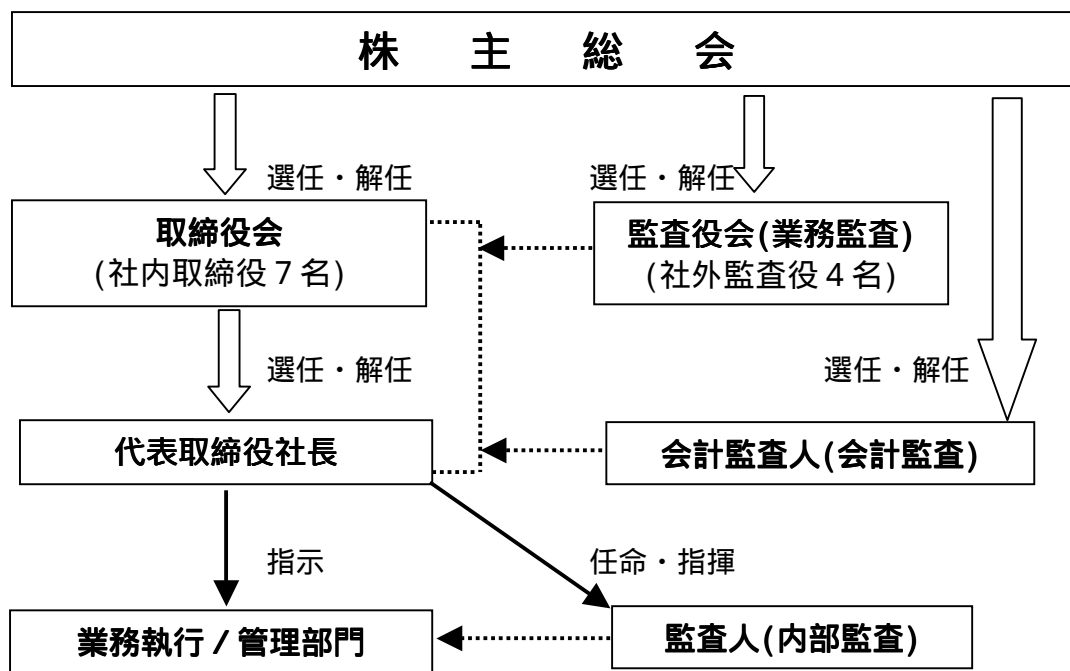 株 主 総 会
選任・解任
選任・解任
取締役会
(社内取締役７名)
監査役会(業務監査)
(社外監査役４名)
選任・解任
選任・解任
代表取締役社長
会計監査人(会計監査)
指示
任命・指揮
業務執行／管理部門
監査人(内部監査)